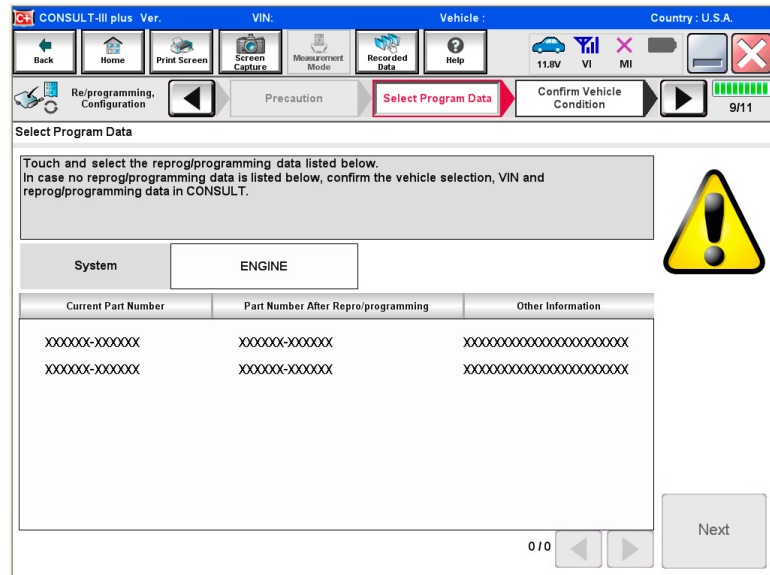 C+ CONSULT-III plus Ver. VIN: Vehicle : Country : U.S.A.
Back Home Print Screen Screen Capture Measurement Mode Recorded Data Help 11.8V VI MI
Re/programming, Configuration Precaution Select Program Data Confirm Vehicle Condition 9/11
Select Program Data
Touch and select the reprog/programming data listed below.
In case no reprog/programming data is listed below, confirm the vehicle selection, VIN and
reprog/programming data in CONSULT.
System ENGINE
Current Part Number Part Number After Repro/programming Other Information
XXXXXX-XXXXXX XXXXXX-XXXXXX XXXXXXXXXXXXXXXXXXXXXX
XXXXXX-XXXXXX XXXXXX-XXXXXX XXXXXXXXXXXXXXXXXXXXXX
Next
0/0